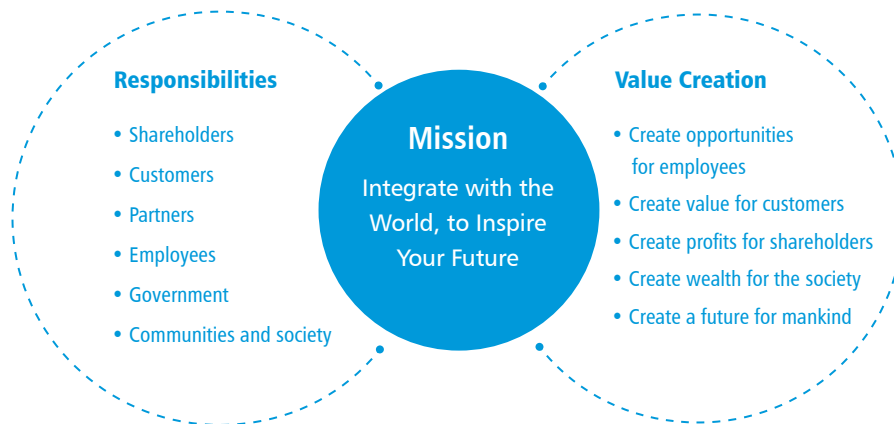 Responsibilities
• Shareholders
• Customers
• Partners
• Employees
• Government
• Communities and society
Mission
Integrate with the
World, to Inspire
Your Future
Value Creation
• Create opportunities
for employees
• Create value for customers
• Create profits for shareholders
• Create wealth for the society
• Create a future for mankind